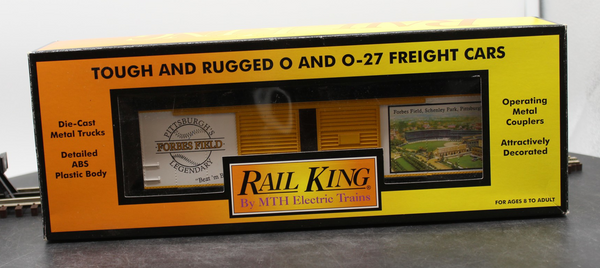 TOUGH AND RUGGED O AND O-27 FREIGHT CARS
Die-Cast
Metal Trucks
Detailed
ABS
Plastic Body
PITTSBURGH'S
FORBES FIELD
LEGENDARY
"Beat 'm
Forbes Field, Schenley Park,
Operating
Metal
Couplers
Attractively
Decorated
RAIL KING®
By MTH Electric Trains
FOR AGES 8 TO ADULT